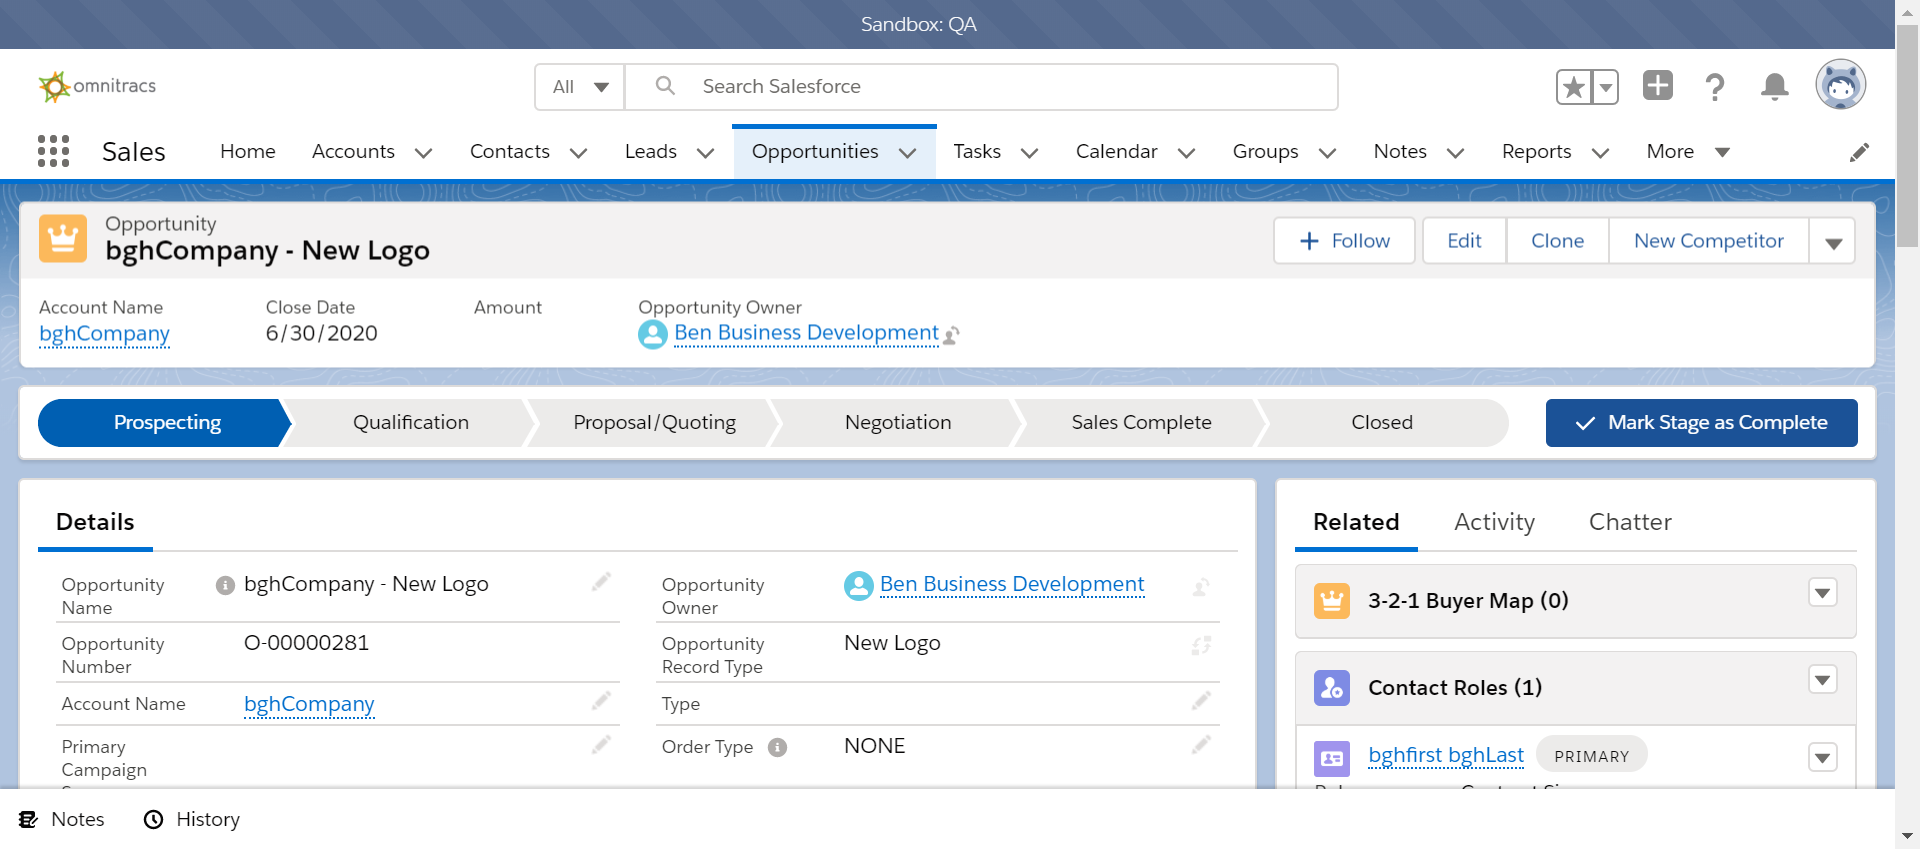 Sandbox: QA
omnitracs
All
Search Salesforce
Sales
Home
Accounts
Contacts
Leads
Opportunities
Tasks
Calendar
Groups
Notes
Reports
More
Opportunity
bghCompany - New Logo
Follow
Edit
Clone
New Competitor
Account Name
Close Date
Amount
Opportunity Owner
bghCompany
6/30/2020
Ben Business Development
Prospecting
Qualification
Proposal/Quoting
Negotiation
Sales Complete
Closed
Mark Stage as Complete
Details
Opportunity
Name
bghCompany - New Logo
Opportunity
Owner
Ben Business Development
Opportunity
Number
O-00000281
Opportunity
Record Type
New Logo
Account Name
bghCompany
Type
Primary
Campaign
Order Type
NONE
Related
Activity
Chatter
3-2-1 Buyer Map (0)
Contact Roles (1)
bghfirst bghLast
PRIMARY
Notes
History